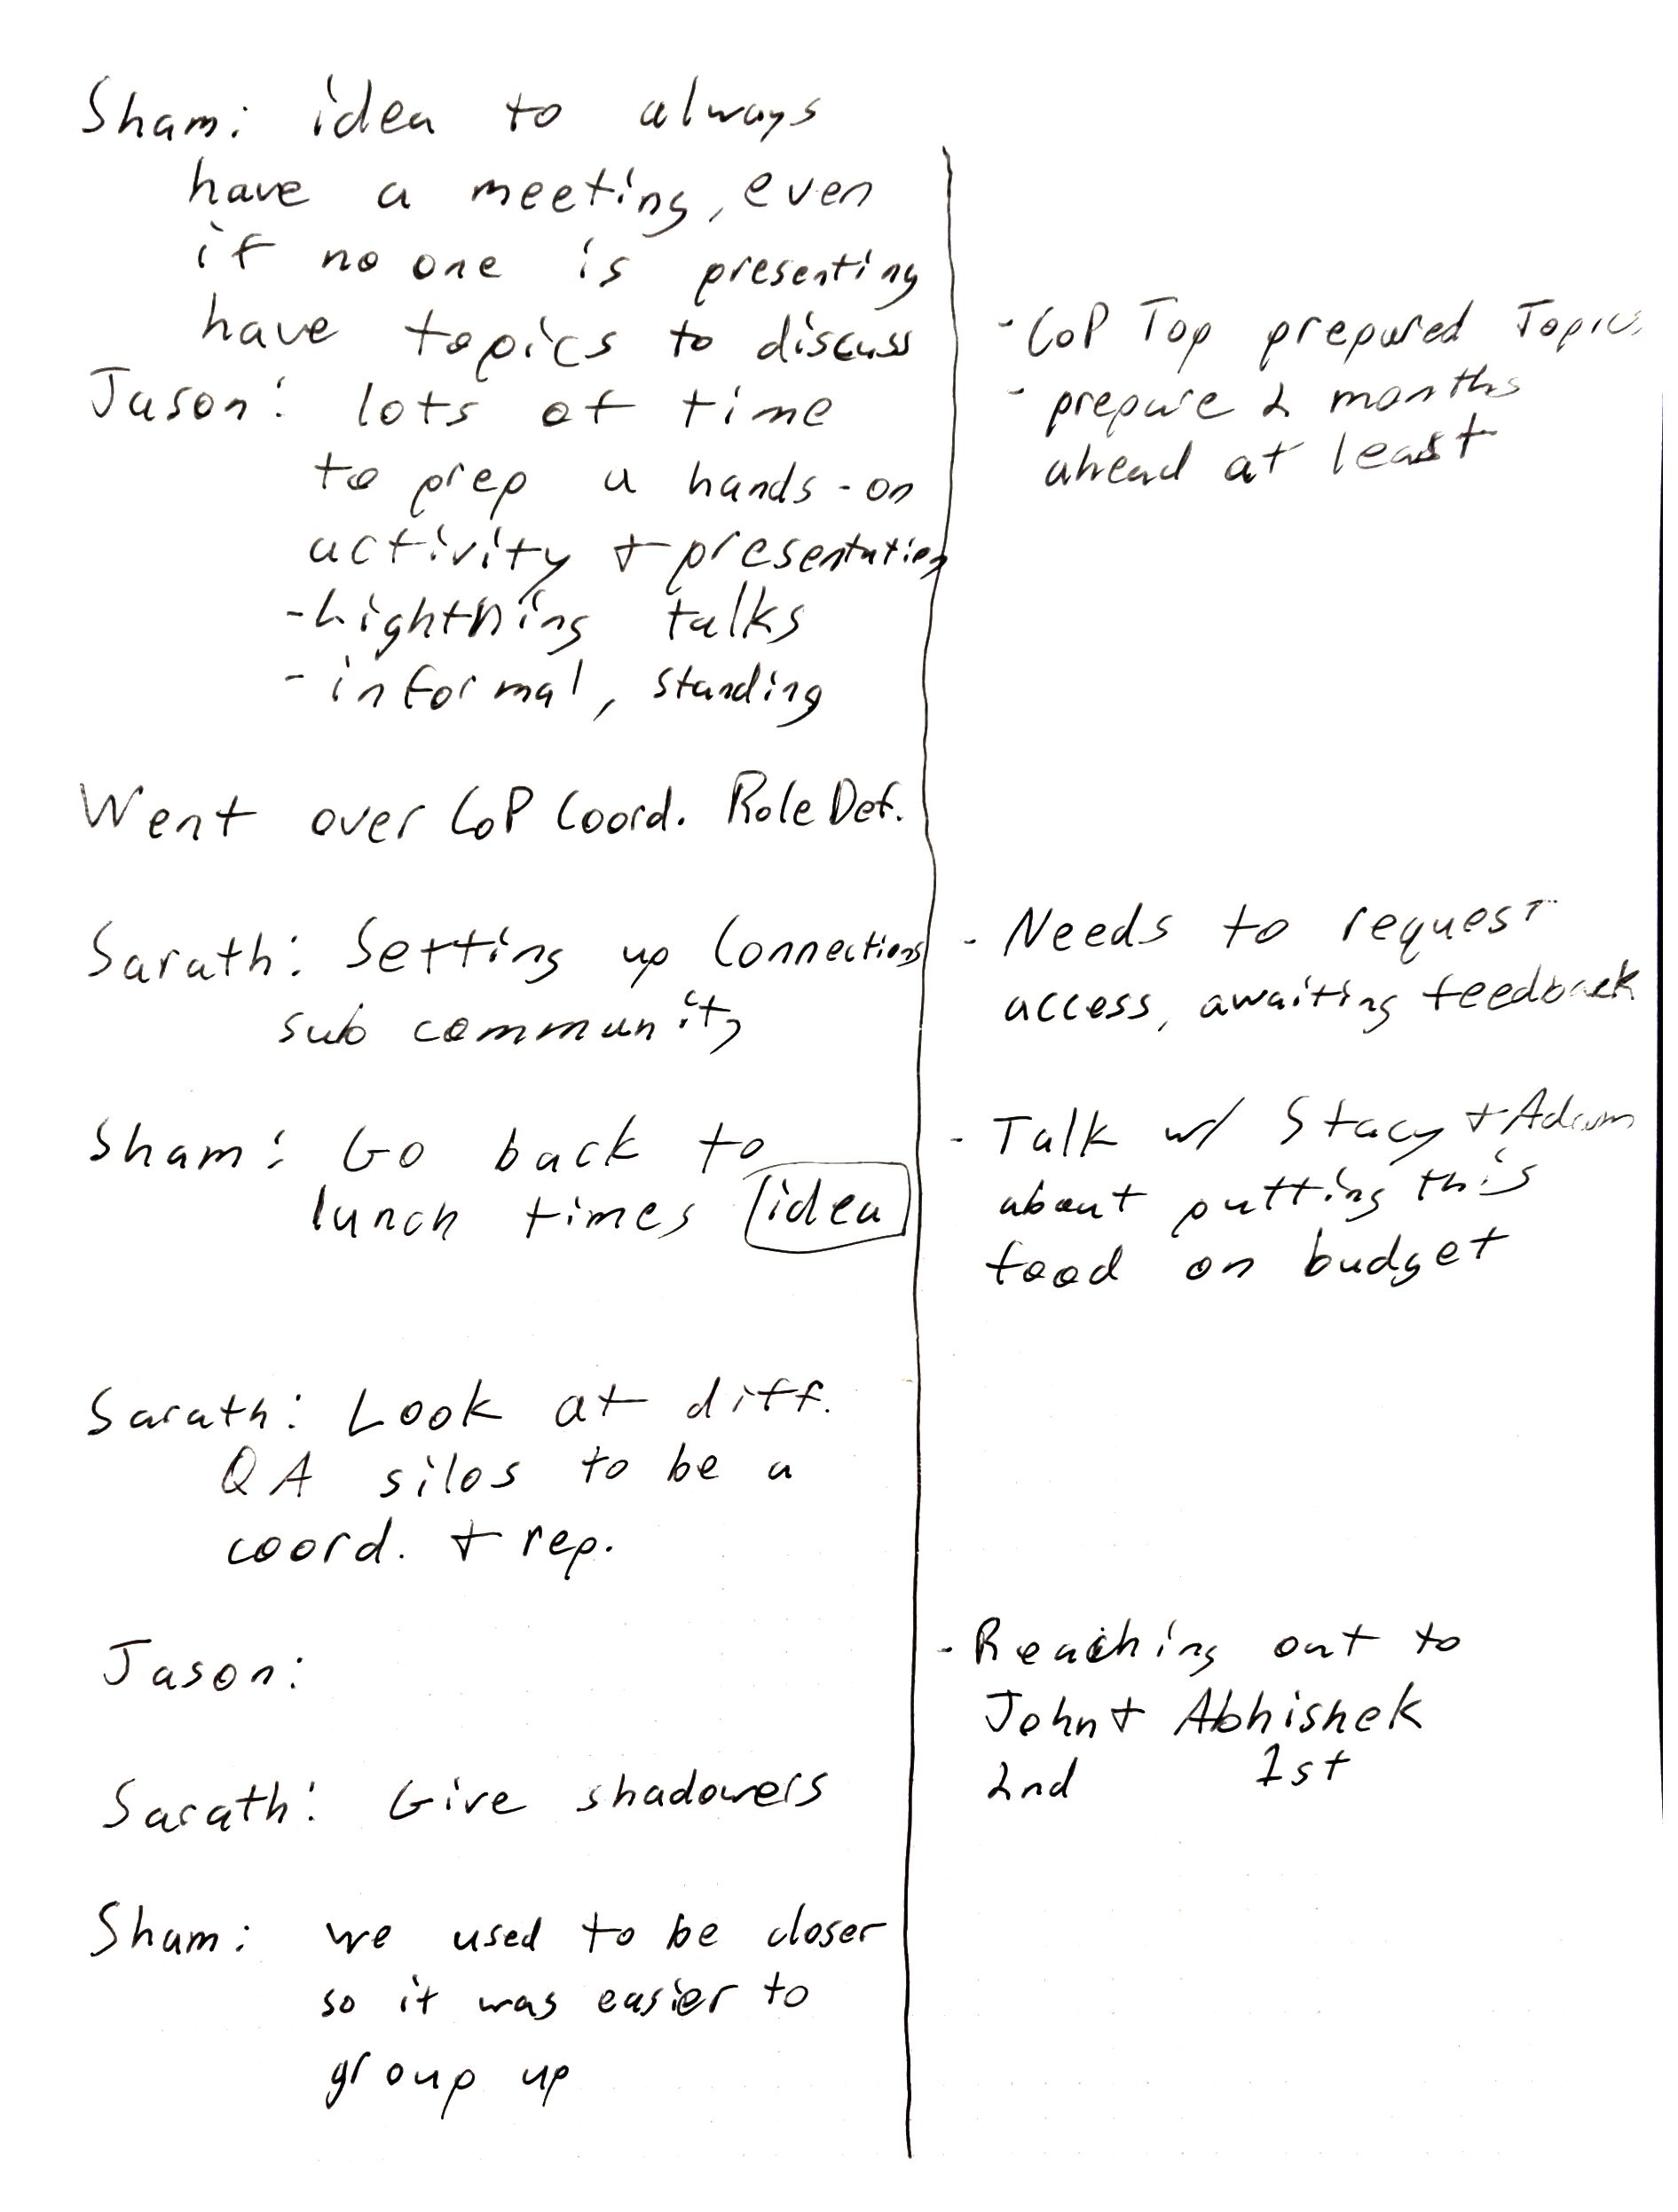 Sham: idea to always
have a meeting, even
if no one is presenting
have topics to discuss
Jason: lots of time
to prep a hands-on
activity + presentation
- Lightning talks
- informal, standing
Went over CoP Coord. Role Def.
Sarath: Setting up Connections
sub community
Sham: Go back to
lunch times idea
Sarath: Look at diff.
QA silos to be a
coord. + rep.
Jason:
Sarath: Give shadowers
Sham: we used to be closer
so it was easier to
group up
- CoP Top prepared Topics
- prepare 2 months
ahead at least
- Needs to request
access, awaiting feedback
- Talk w/ Stacy + Adam
about putting this
food on budget
- Reaching out to
John + Abhishek
2nd 1st